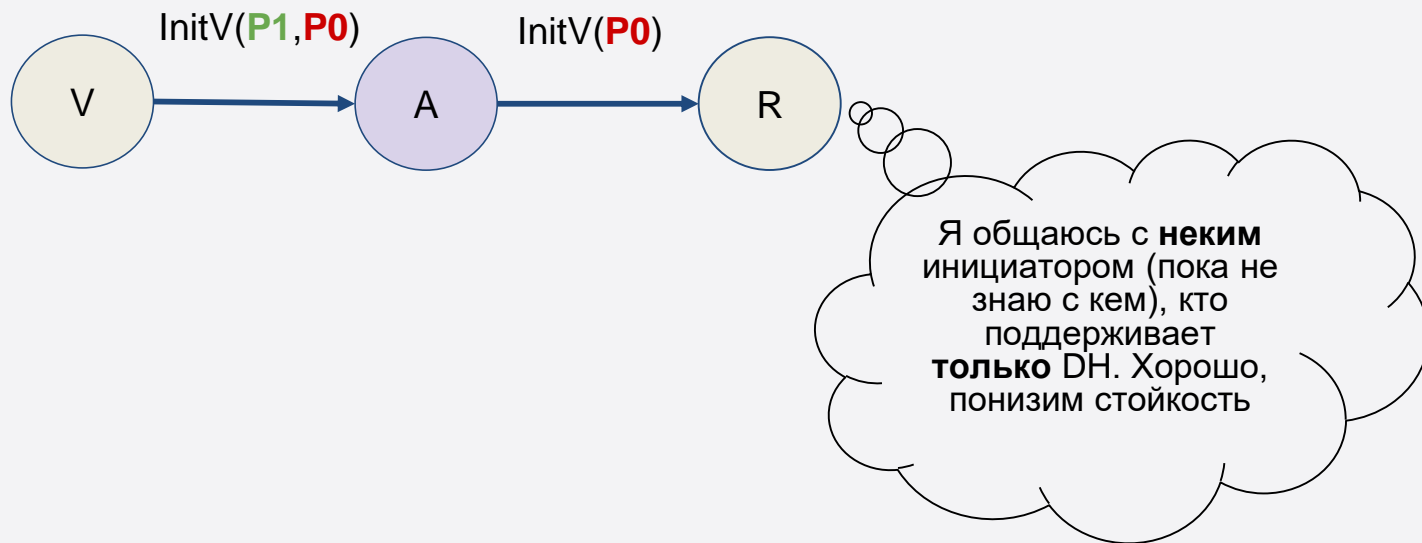 InitV(P1,P0)
InitV(P0)
V
A
R
Я общаюсь с неким
инициатором (пока не
знаю с кем), кто
поддерживает
только DH. Хорошо,
понизим стойкость